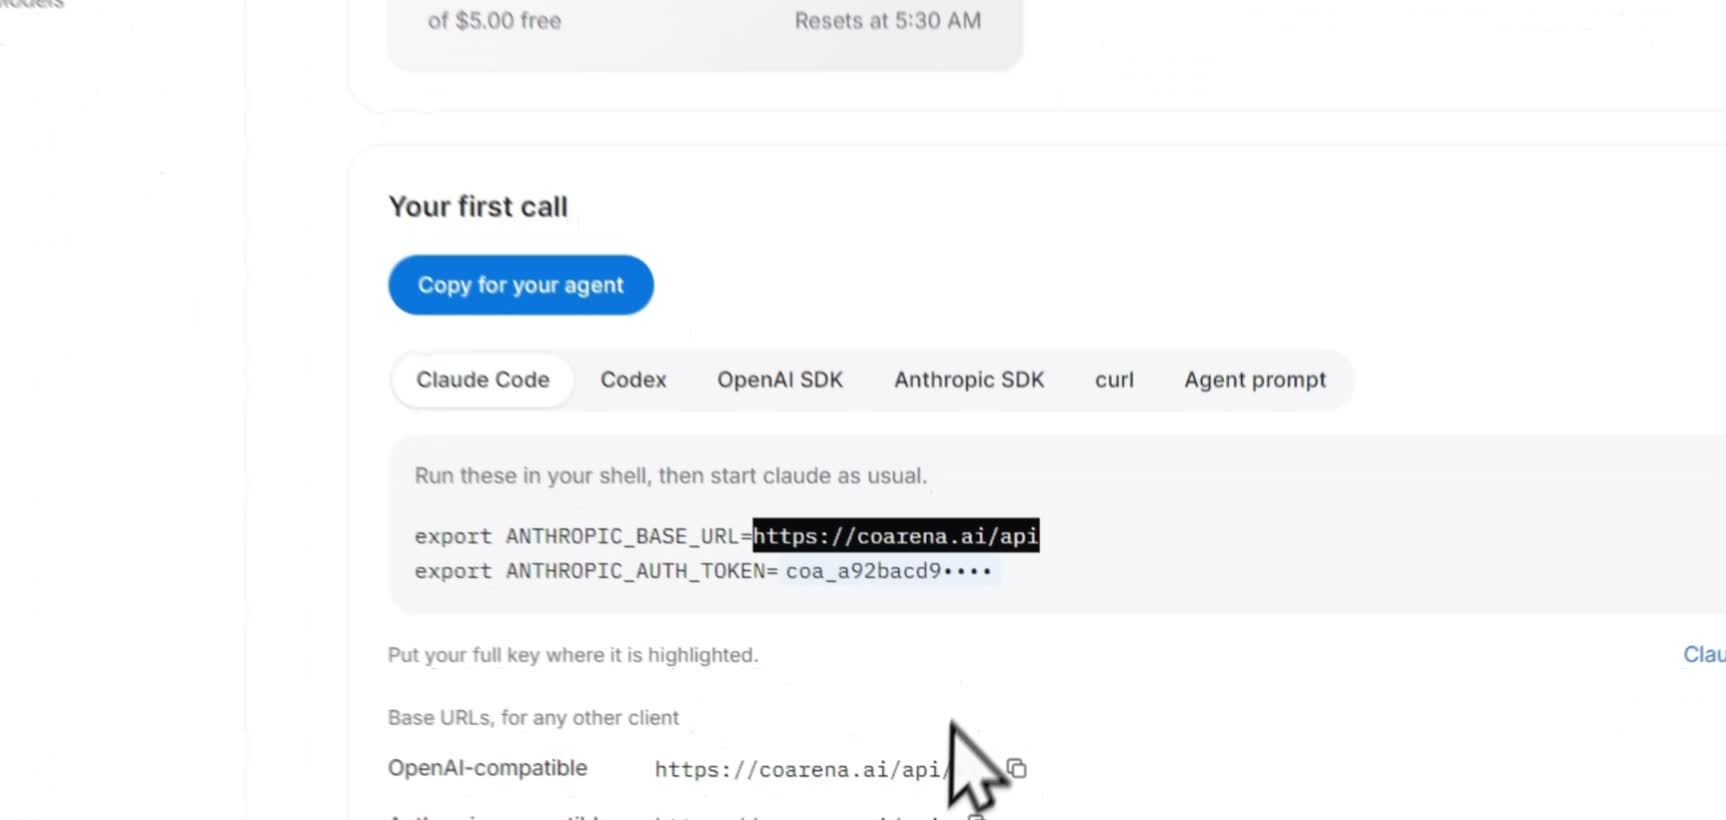 of $5.00 free
Resets at 5:30 AM
Your first call
Copy for your agent
Claude Code
Codex
OpenAI SDK
Anthropic SDK
curl
Agent prompt
Run these in your shell, then start claude as usual.
export ANTHROPIC_BASE_URL=https://coarena.ai/api
export ANTHROPIC_AUTH_TOKEN= coa_a92bacd9••••
Put your full key where it is highlighted.
Clau
Base URLs, for any other client
OpenAI-compatible
https://coarena.ai/api/